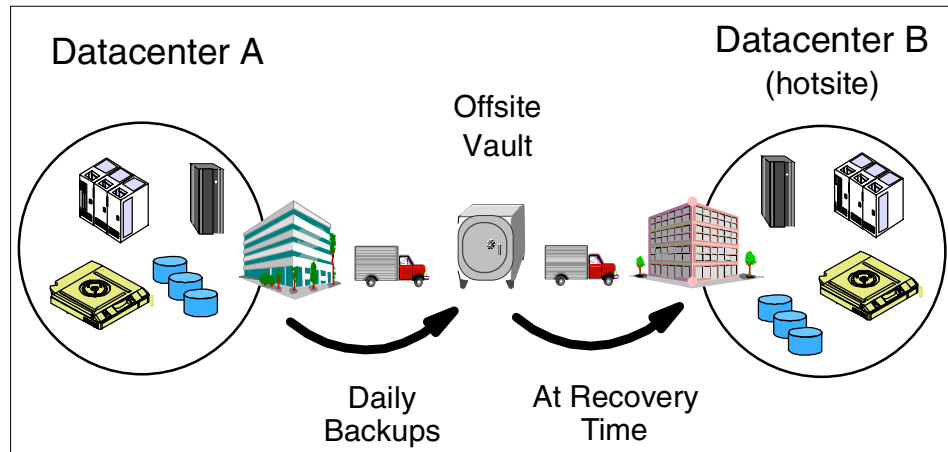 Datacenter A
Offsite
Vault
Datacenter B
(hotsite)
Daily
Backups
At Recovery
Time